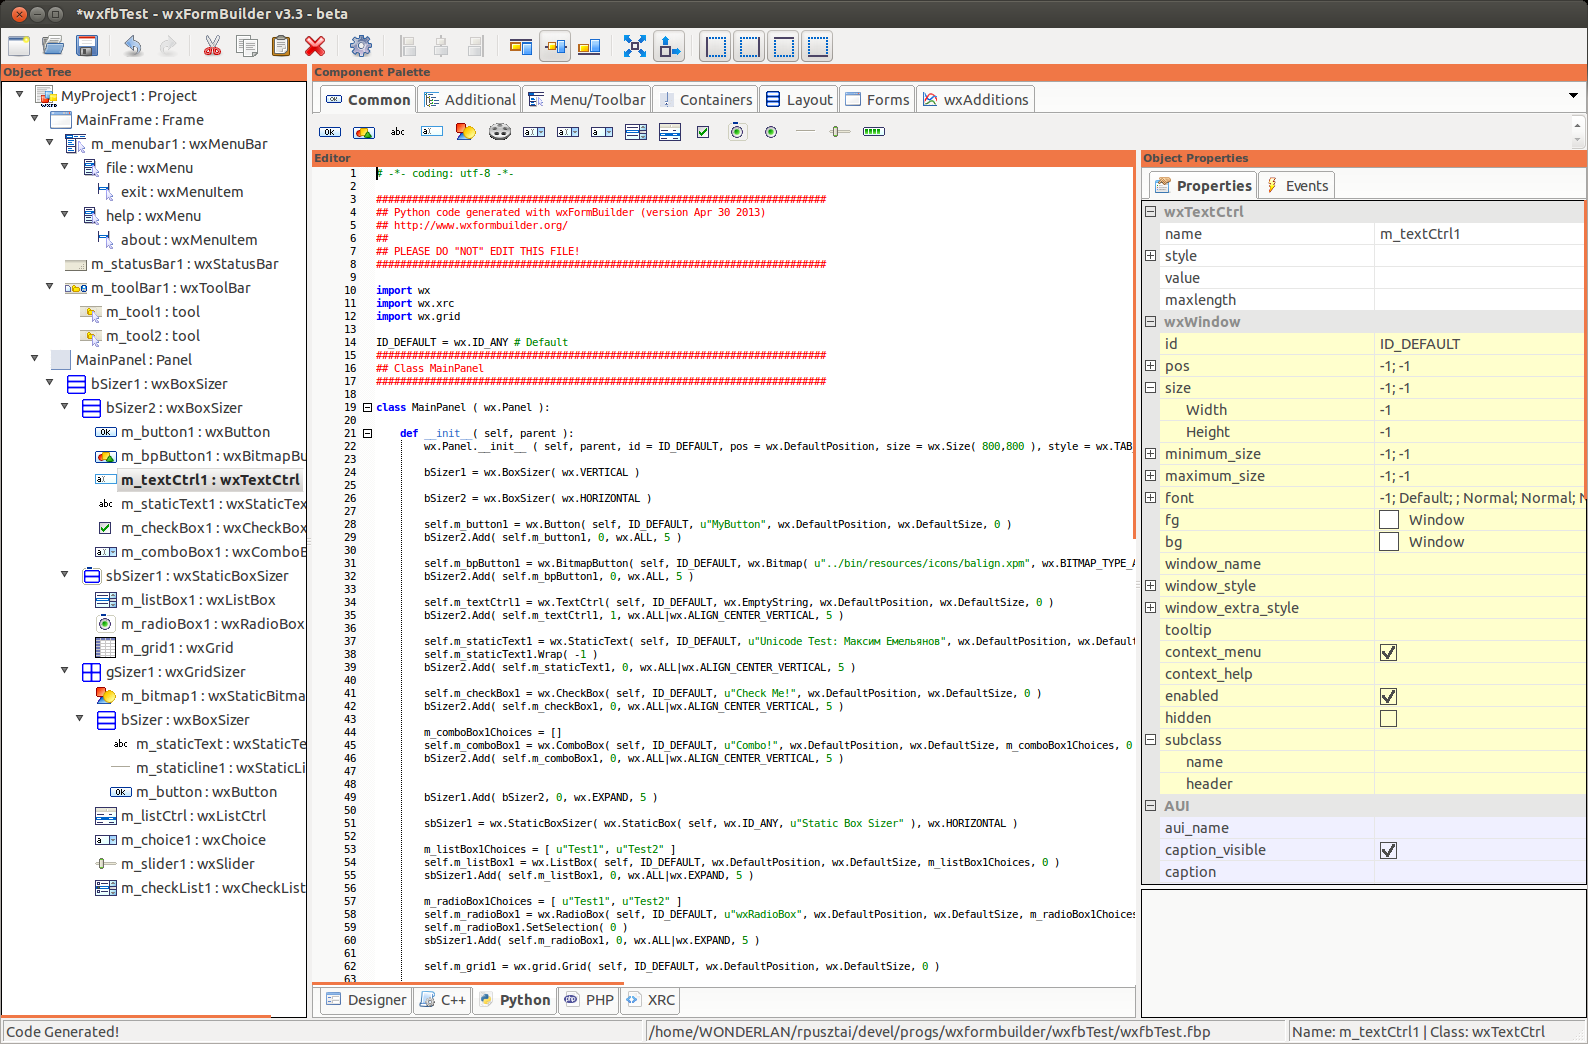 *wxfbTest - wxFormBuilder v3.3 - beta
Object Tree
MyProject1 : Project
MainFrame : Frame
m_menubar1 : wxMenuBar
file : wxMenu
exit : wxMenuItem
help : wxMenu
about : wxMenuItem
m_statusBar1 : wxStatusBar
m_toolBar1 : wxToolBar
m_tool1 : tool
m_tool2 : tool
MainPanel : Panel
bSizer1 : wxBoxSizer
bSizer2 : wxBoxSizer
m_button1 : wxButton
m_bpButton1 : wxBitmapBu
m_textCtrl1 : wxTextCtrl
m_staticText1 : wxStaticTex
m_checkBox1 : wxCheckBox
m_comboBox1 : wxComboB
sbSizer1 : wxStaticBoxSizer
m_listBox1 : wxListBox
m_radioBox1 : wxRadioBox
m_grid1 : wxGrid
gSizer1 : wxGridSizer
m_bitmap1 : wxStaticBitma
bSizer : wxBoxSizer
m_staticText : wxStaticTe
m_staticline1 : wxStaticLi
m_button : wxButton
m_listCtrl : wxListCtrl
m_choice1 : wxChoice
m_slider1 : wxSlider
m_checkList1 : wxCheckList
Component Palette
Common Additional Menu/Toolbar Containers Layout Forms wxAdditions
Editor
1 # -*- coding: utf-8 -*-
2
3 ###########################################################################
4 ## Python code generated with wxFormBuilder (version Apr 30 2013)
5 ## http://www.wxformbuilder.org/
6 ##
7 ## PLEASE DO "NOT" EDIT THIS FILE!
8 ###########################################################################
9
10 import wx
11 import wx.xrc
12 import wx.grid
13
14 ID_DEFAULT = wx.ID_ANY # Default
15 ###########################################################################
16 ## Class MainPanel
17 ###########################################################################
18
19 class MainPanel ( wx.Panel ):
20
21 def __init__( self, parent ):
22 wx.Panel.__init__ ( self, parent, id = ID_DEFAULT, pos = wx.DefaultPosition, size = wx.Size( 800,800 ), style = wx.TAB
23
24 bSizer1 = wx.BoxSizer( wx.VERTICAL )
25
26 bSizer2 = wx.BoxSizer( wx.HORIZONTAL )
27
28 self.m_button1 = wx.Button( self, ID_DEFAULT, u"MyButton", wx.DefaultPosition, wx.DefaultSize, 0 )
29 bSizer2.Add( self.m_button1, 0, wx.ALL, 5 )
30
31 self.m_bpButton1 = wx.BitmapButton( self, ID_DEFAULT, wx.Bitmap( u"../bin/resources/icons/balign.xpm", wx.BITMAP_TYPE_A
32 bSizer2.Add( self.m_bpButton1, 0, wx.ALL, 5 )
33
34 self.m_textCtrl1 = wx.TextCtrl( self, ID_DEFAULT, wx.EmptyString, wx.DefaultPosition, wx.DefaultSize, 0 )
35 bSizer2.Add( self.m_textCtrl1, 1, wx.ALL|wx.ALIGN_CENTER_VERTICAL, 5 )
36
37 self.m_staticText1 = wx.StaticText( self, ID_DEFAULT, u"Unicode Test: Максим Емельянов", wx.DefaultPosition, wx.Default
38 self.m_staticText1.Wrap( -1 )
39 bSizer2.Add( self.m_staticText1, 0, wx.ALL|wx.ALIGN_CENTER_VERTICAL, 5 )
40
41 self.m_checkBox1 = wx.CheckBox( self, ID_DEFAULT, u"Check Me!", wx.DefaultPosition, wx.DefaultSize, 0 )
42 bSizer2.Add( self.m_checkBox1, 0, wx.ALL|wx.ALIGN_CENTER_VERTICAL, 5 )
43
44 m_comboBox1Choices = []
45 self.m_comboBox1 = wx.ComboBox( self, ID_DEFAULT, u"Combo!", wx.DefaultPosition, wx.DefaultSize, m_comboBox1Choices, 0
46 bSizer2.Add( self.m_comboBox1, 0, wx.ALL|wx.ALIGN_CENTER_VERTICAL, 5 )
47
48
49 bSizer1.Add( bSizer2, 0, wx.EXPAND, 5 )
50
51 sbSizer1 = wx.StaticBoxSizer( wx.StaticBox( self, wx.ID_ANY, u"Static Box Sizer" ), wx.HORIZONTAL )
52
53 m_listBox1Choices = [ u"Test1", u"Test2" ]
54 self.m_listBox1 = wx.ListBox( self, ID_DEFAULT, wx.DefaultPosition, wx.DefaultSize, m_listBox1Choices, 0 )
55 sbSizer1.Add( self.m_listBox1, 0, wx.ALL|wx.EXPAND, 5 )
56
57 m_radioBox1Choices = [ u"Test1", u"Test2" ]
58 self.m_radioBox1 = wx.RadioBox( self, ID_DEFAULT, u"wxRadioBox", wx.DefaultPosition, wx.DefaultSize, m_radioBox1Choices
59 self.m_radioBox1.SetSelection( 0 )
60 sbSizer1.Add( self.m_radioBox1, 0, wx.ALL|wx.EXPAND, 5 )
61
62 self.m_grid1 = wx.grid.Grid( self, ID_DEFAULT, wx.DefaultPosition, wx.DefaultSize, 0 )
63
Designer C++ Python PHP XRC
Object Properties
Properties Events
wxTextCtrl
name m_textCtrl1
style
value
maxlength
wxWindow
id ID_DEFAULT
pos -1; -1
size -1; -1
Width -1
Height -1
minimum_size -1; -1
maximum_size -1; -1
font -1; Default; ; Normal; Normal; N
fg Window
bg Window
window_name
window_style
window_extra_style
tooltip
context_menu
context_help
enabled
hidden
subclass
name
header
AUI
aui_name
caption_visible
caption
Code Generated!
/home/WONDERLAN/rpusztai/devel/progs/wxformbuilder/wxfbTest/wxfbTest.fbp
Name: m_textCtrl1 | Class: wxTextCtrl